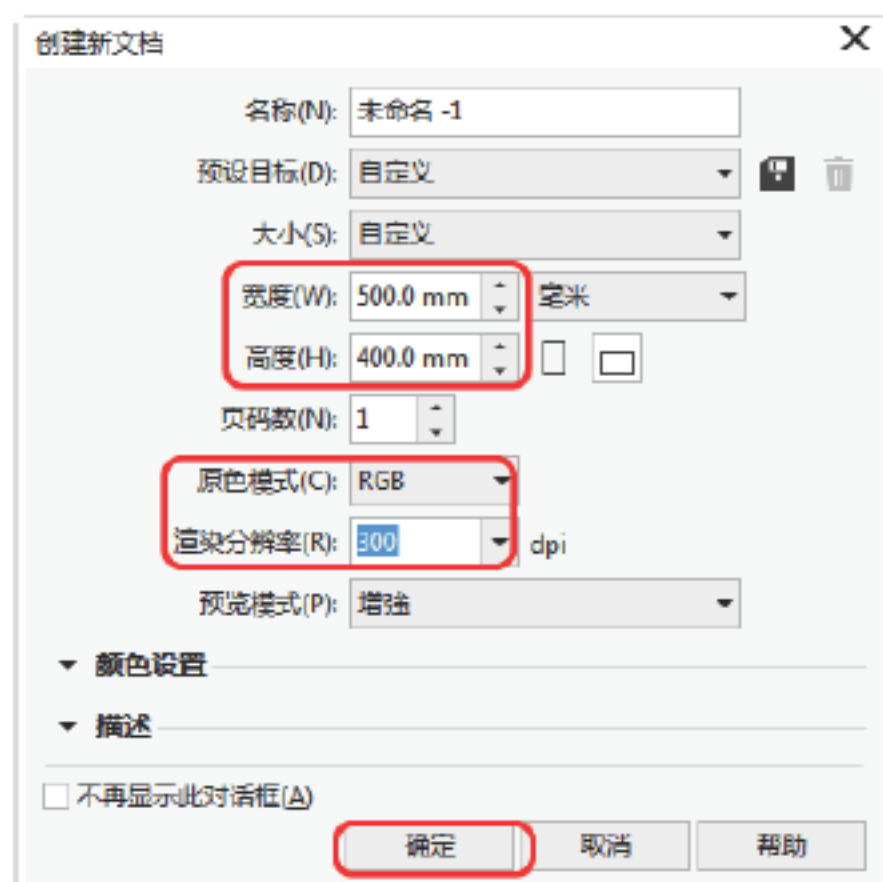 创建新文档
名称(N): 未命名 -1
预设目标(D): 自定义
大小(S): 自定义
宽度(W): 500.0 mm 毫米
高度(H): 400.0 mm
页码数(N): 1
原色模式(C): RGB
渲染分辨率(R): 300 dpi
预览模式(P): 增强
颜色设置
描述
不再显示此对话框(A)
确定 取消 帮助